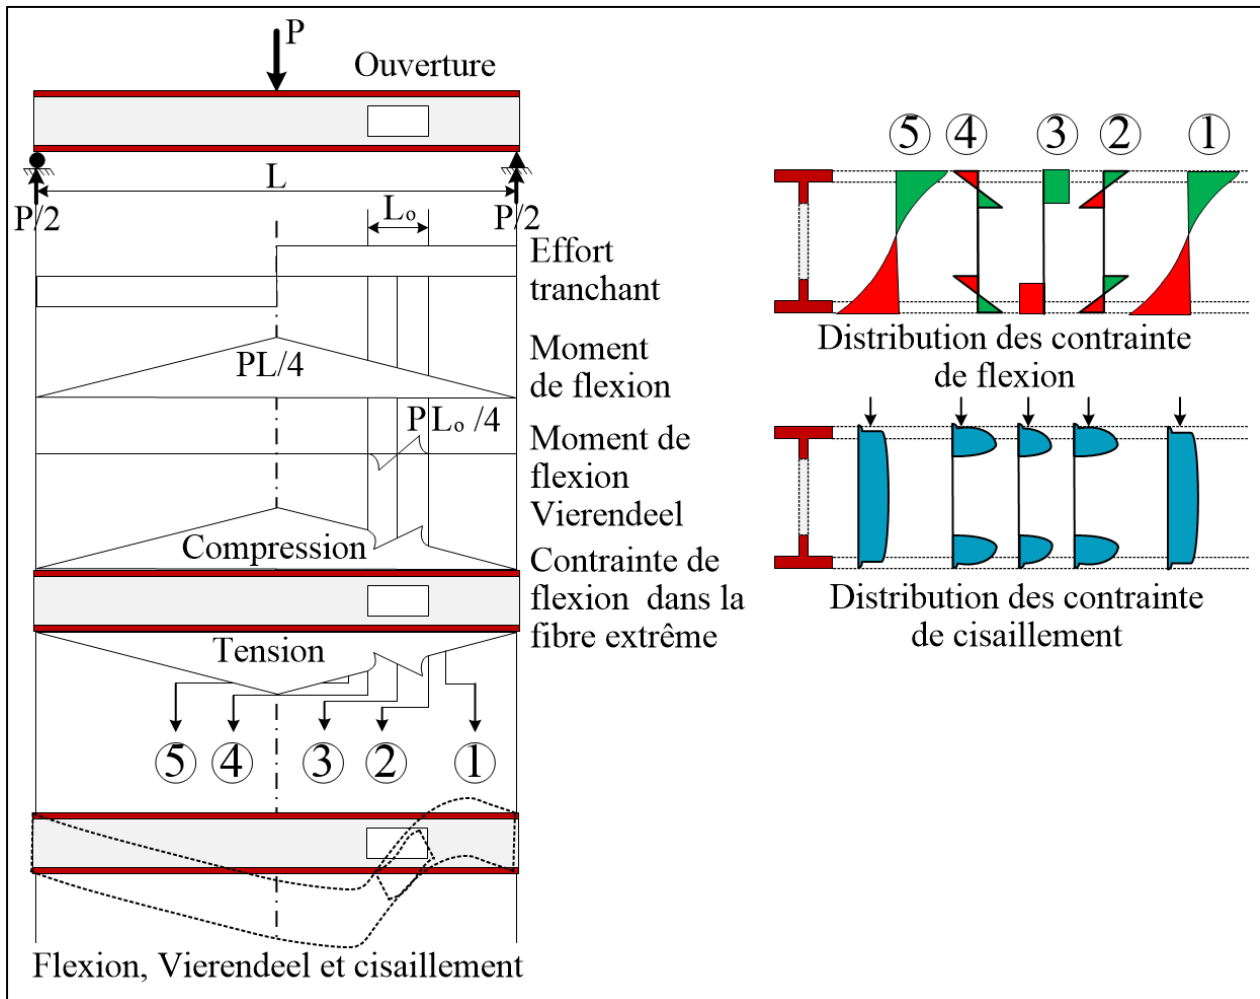 P
Ouverture
L
P/2
P/2
Lₒ
Effort
tranchant
Moment
de flexion
PL/4
P Lₒ /4
Moment de
flexion
Vierendeel
Compression
Contrainte de
flexion dans la
fibre extrême
Tension
5 4 3 2 1
Flexion, Vierendeel et cisaillement
5 4 3 2 1
Distribution des contrainte
de flexion
Distribution des contrainte
de cisaillement